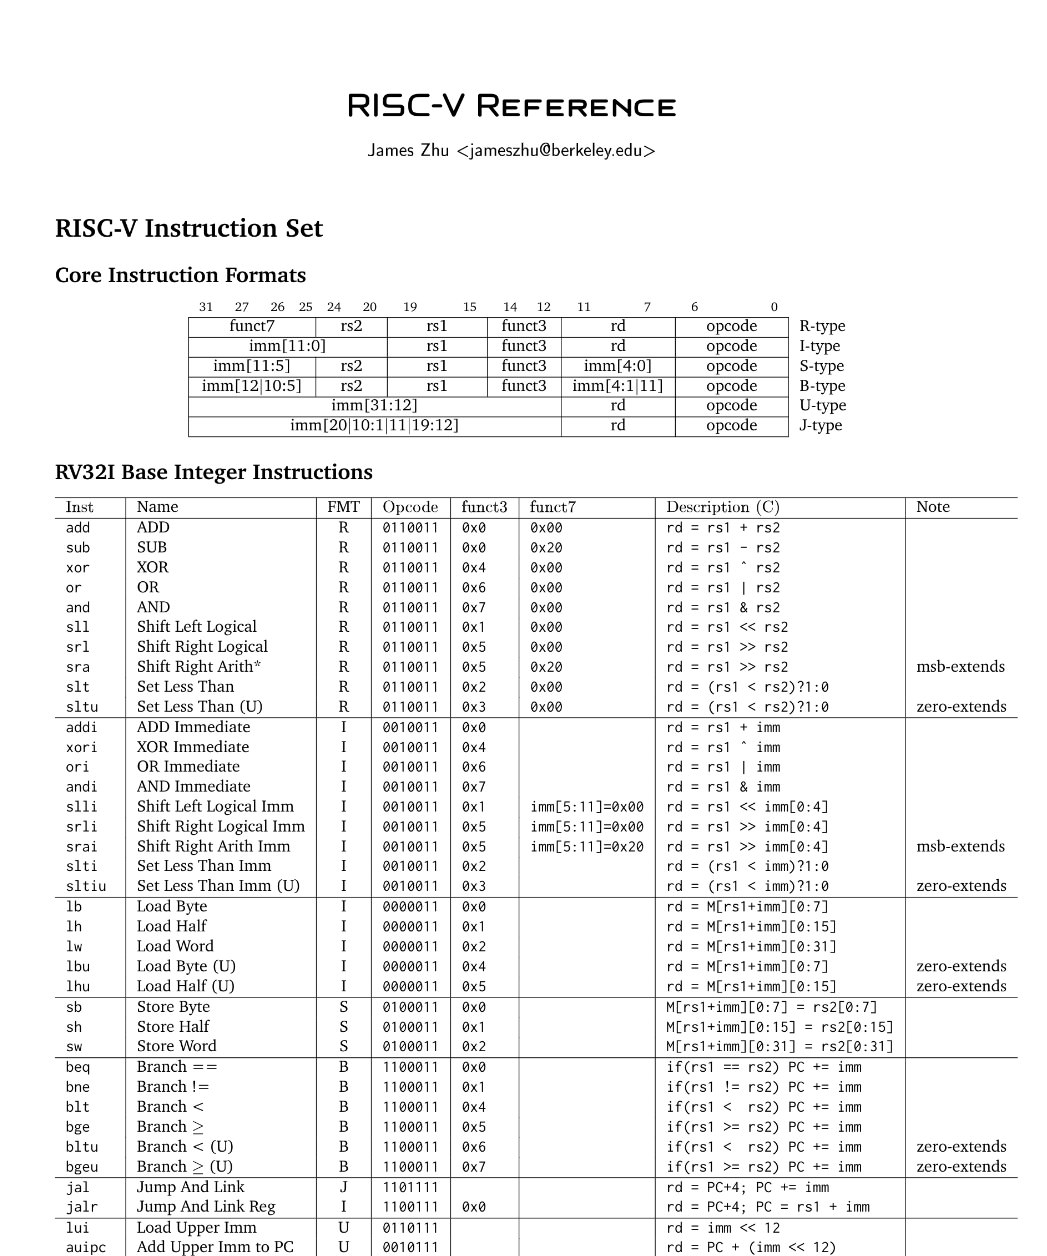 RISC-V REFERENCE
James Zhu <jameszhu@berkeley.edu>
RISC-V Instruction Set
Core Instruction Formats
31 27 26 25 24 20 19 15 14 12 11 7 6 0
funct7 rs2 rs1 funct3 rd opcode R-type
imm[11:0] rs1 funct3 rd opcode I-type
imm[11:5] rs2 rs1 funct3 imm[4:0] opcode S-type
imm[12|10:5] rs2 rs1 funct3 imm[4:1|11] opcode B-type
imm[31:12] rd opcode U-type
imm[20|10:1|11|19:12] rd opcode J-type
RV32I Base Integer Instructions
Inst Name FMT Opcode funct3 funct7 Description (C) Note
add ADD R 0110011 0x0 0x00 rd = rs1 + rs2
sub SUB R 0110011 0x0 0x20 rd = rs1 - rs2
xor XOR R 0110011 0x4 0x00 rd = rs1 ^ rs2
or OR R 0110011 0x6 0x00 rd = rs1 | rs2
and AND R 0110011 0x7 0x00 rd = rs1 & rs2
sll Shift Left Logical R 0110011 0x1 0x00 rd = rs1 << rs2
srl Shift Right Logical R 0110011 0x5 0x00 rd = rs1 >> rs2
sra Shift Right Arith* R 0110011 0x5 0x20 rd = rs1 >> rs2 msb-extends
slt Set Less Than R 0110011 0x2 0x00 rd = (rs1 < rs2)?1:0
sltu Set Less Than (U) R 0110011 0x3 0x00 rd = (rs1 < rs2)?1:0 zero-extends
addi ADD Immediate I 0010011 0x0 rd = rs1 + imm
xori XOR Immediate I 0010011 0x4 rd = rs1 ^ imm
ori OR Immediate I 0010011 0x6 rd = rs1 | imm
andi AND Immediate I 0010011 0x7 rd = rs1 & imm
slli Shift Left Logical Imm I 0010011 0x1 imm[5:11]=0x00 rd = rs1 << imm[0:4]
srli Shift Right Logical Imm I 0010011 0x5 imm[5:11]=0x00 rd = rs1 >> imm[0:4]
srai Shift Right Arith Imm I 0010011 0x5 imm[5:11]=0x20 rd = rs1 >> imm[0:4] msb-extends
slti Set Less Than Imm I 0010011 0x2 rd = (rs1 < imm)?1:0
sltiu Set Less Than Imm (U) I 0010011 0x3 rd = (rs1 < imm)?1:0 zero-extends
lb Load Byte I 0000011 0x0 rd = M[rs1+imm][0:7]
lh Load Half I 0000011 0x1 rd = M[rs1+imm][0:15]
lw Load Word I 0000011 0x2 rd = M[rs1+imm][0:31]
lbu Load Byte (U) I 0000011 0x4 rd = M[rs1+imm][0:7] zero-extends
lhu Load Half (U) I 0000011 0x5 rd = M[rs1+imm][0:15] zero-extends
sb Store Byte S 0100011 0x0 M[rs1+imm][0:7] = rs2[0:7]
sh Store Half S 0100011 0x1 M[rs1+imm][0:15] = rs2[0:15]
sw Store Word S 0100011 0x2 M[rs1+imm][0:31] = rs2[0:31]
beq Branch == B 1100011 0x0 if(rs1 == rs2) PC += imm
bne Branch != B 1100011 0x1 if(rs1 != rs2) PC += imm
blt Branch < B 1100011 0x4 if(rs1 < rs2) PC += imm
bge Branch ≥ B 1100011 0x5 if(rs1 >= rs2) PC += imm
bltu Branch < (U) B 1100011 0x6 if(rs1 < rs2) PC += imm zero-extends
bgeu Branch ≥ (U) B 1100011 0x7 if(rs1 >= rs2) PC += imm zero-extends
jal Jump And Link J 1101111 rd = PC+4; PC += imm
jalr Jump And Link Reg I 1100111 0x0 rd = PC+4; PC = rs1 + imm
lui Load Upper Imm U 0110111 rd = imm << 12
auipc Add Upper Imm to PC U 0010111 rd = PC + (imm << 12)